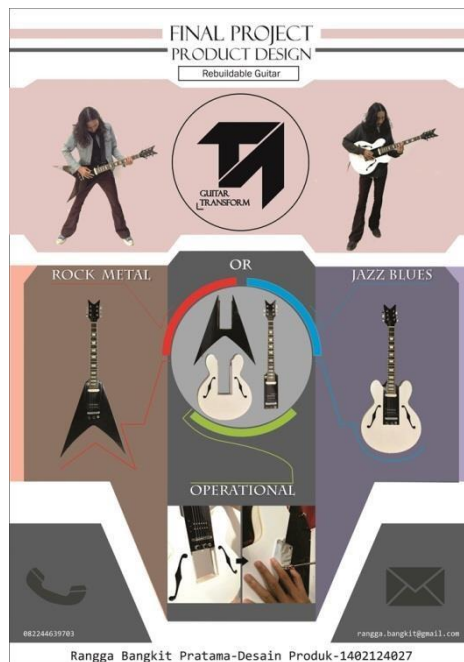 FINAL PROJECT
PRODUCT DESIGN
Rebuildable Guitar
GUITAR
TRANSFORM
ROCK METAL
OR
JAZZ BLUES
OPERATIONAL
082244639703
rangga.bangkit@gmail.com
Rangga Bangkit Pratama-Desain Produk-1402124027